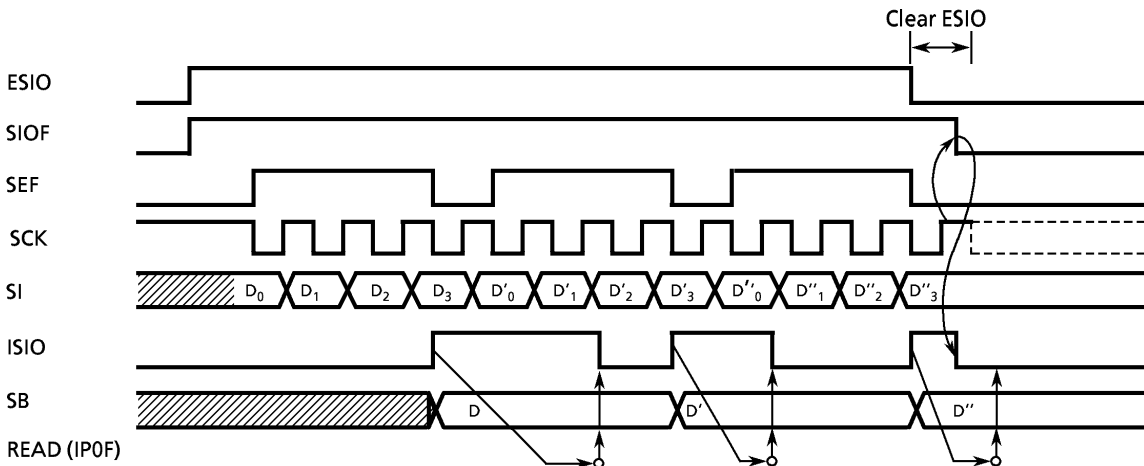 Clear ESIO
ESIO
SIOF
SEF
SCK
SI D₀ D₁ D₂ D₃ D'₀ D'₁ D'₂ D'₃ D''₀ D''₁ D''₂ D''₃
ISIO
SB D D' D''
READ (IP0F)